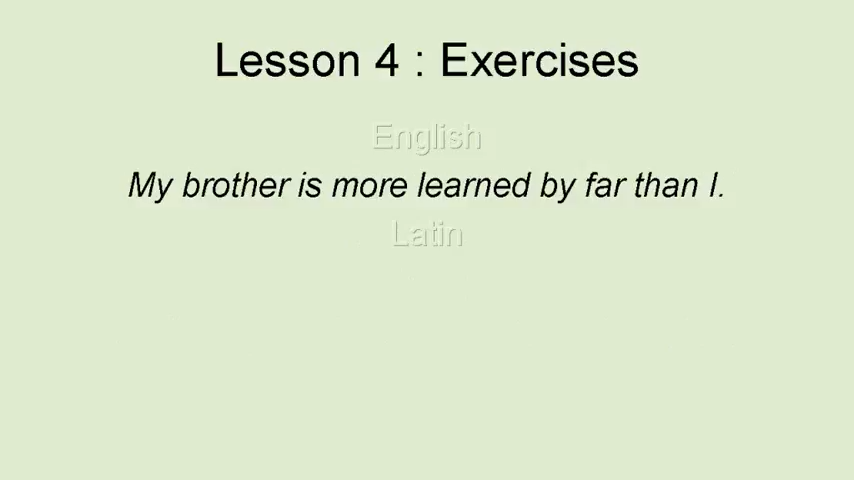 Lesson 4 : Exercises
English
My brother is more learned by far than I.
Latin